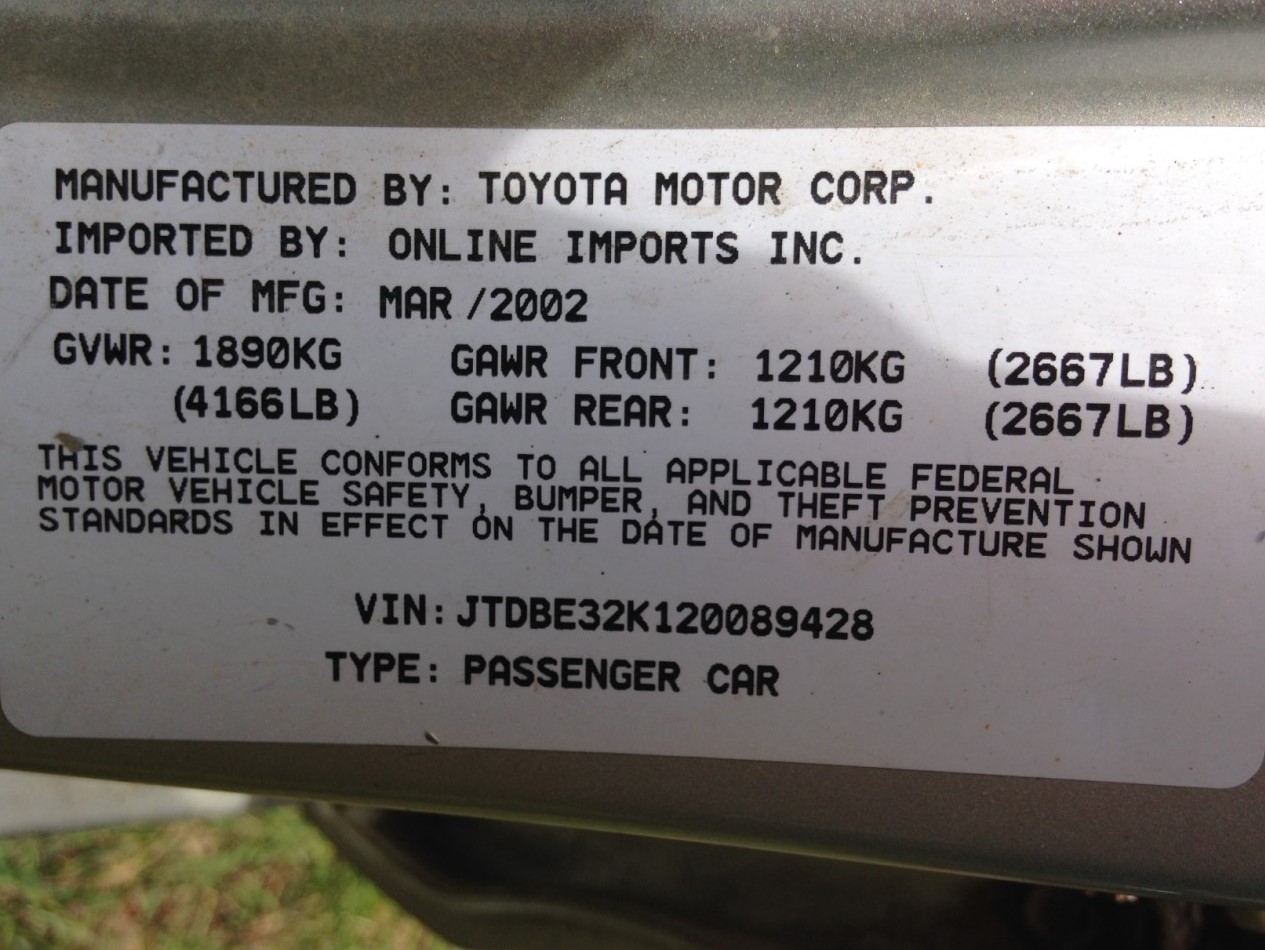 MANUFACTURED BY: TOYOTA MOTOR CORP.
IMPORTED BY: ONLINE IMPORTS INC.
DATE OF MFG: MAR /2002
GVWR: 1890KG GAWR FRONT: 1210KG (2667LB)
(4166LB) GAWR REAR: 1210KG (2667LB)
THIS VEHICLE CONFORMS TO ALL APPLICABLE FEDERAL
MOTOR VEHICLE SAFETY, BUMPER, AND THEFT PREVENTION
STANDARDS IN EFFECT ON THE DATE OF MANUFACTURE SHOWN
VIN: JTDBE32K120089428
TYPE: PASSENGER CAR